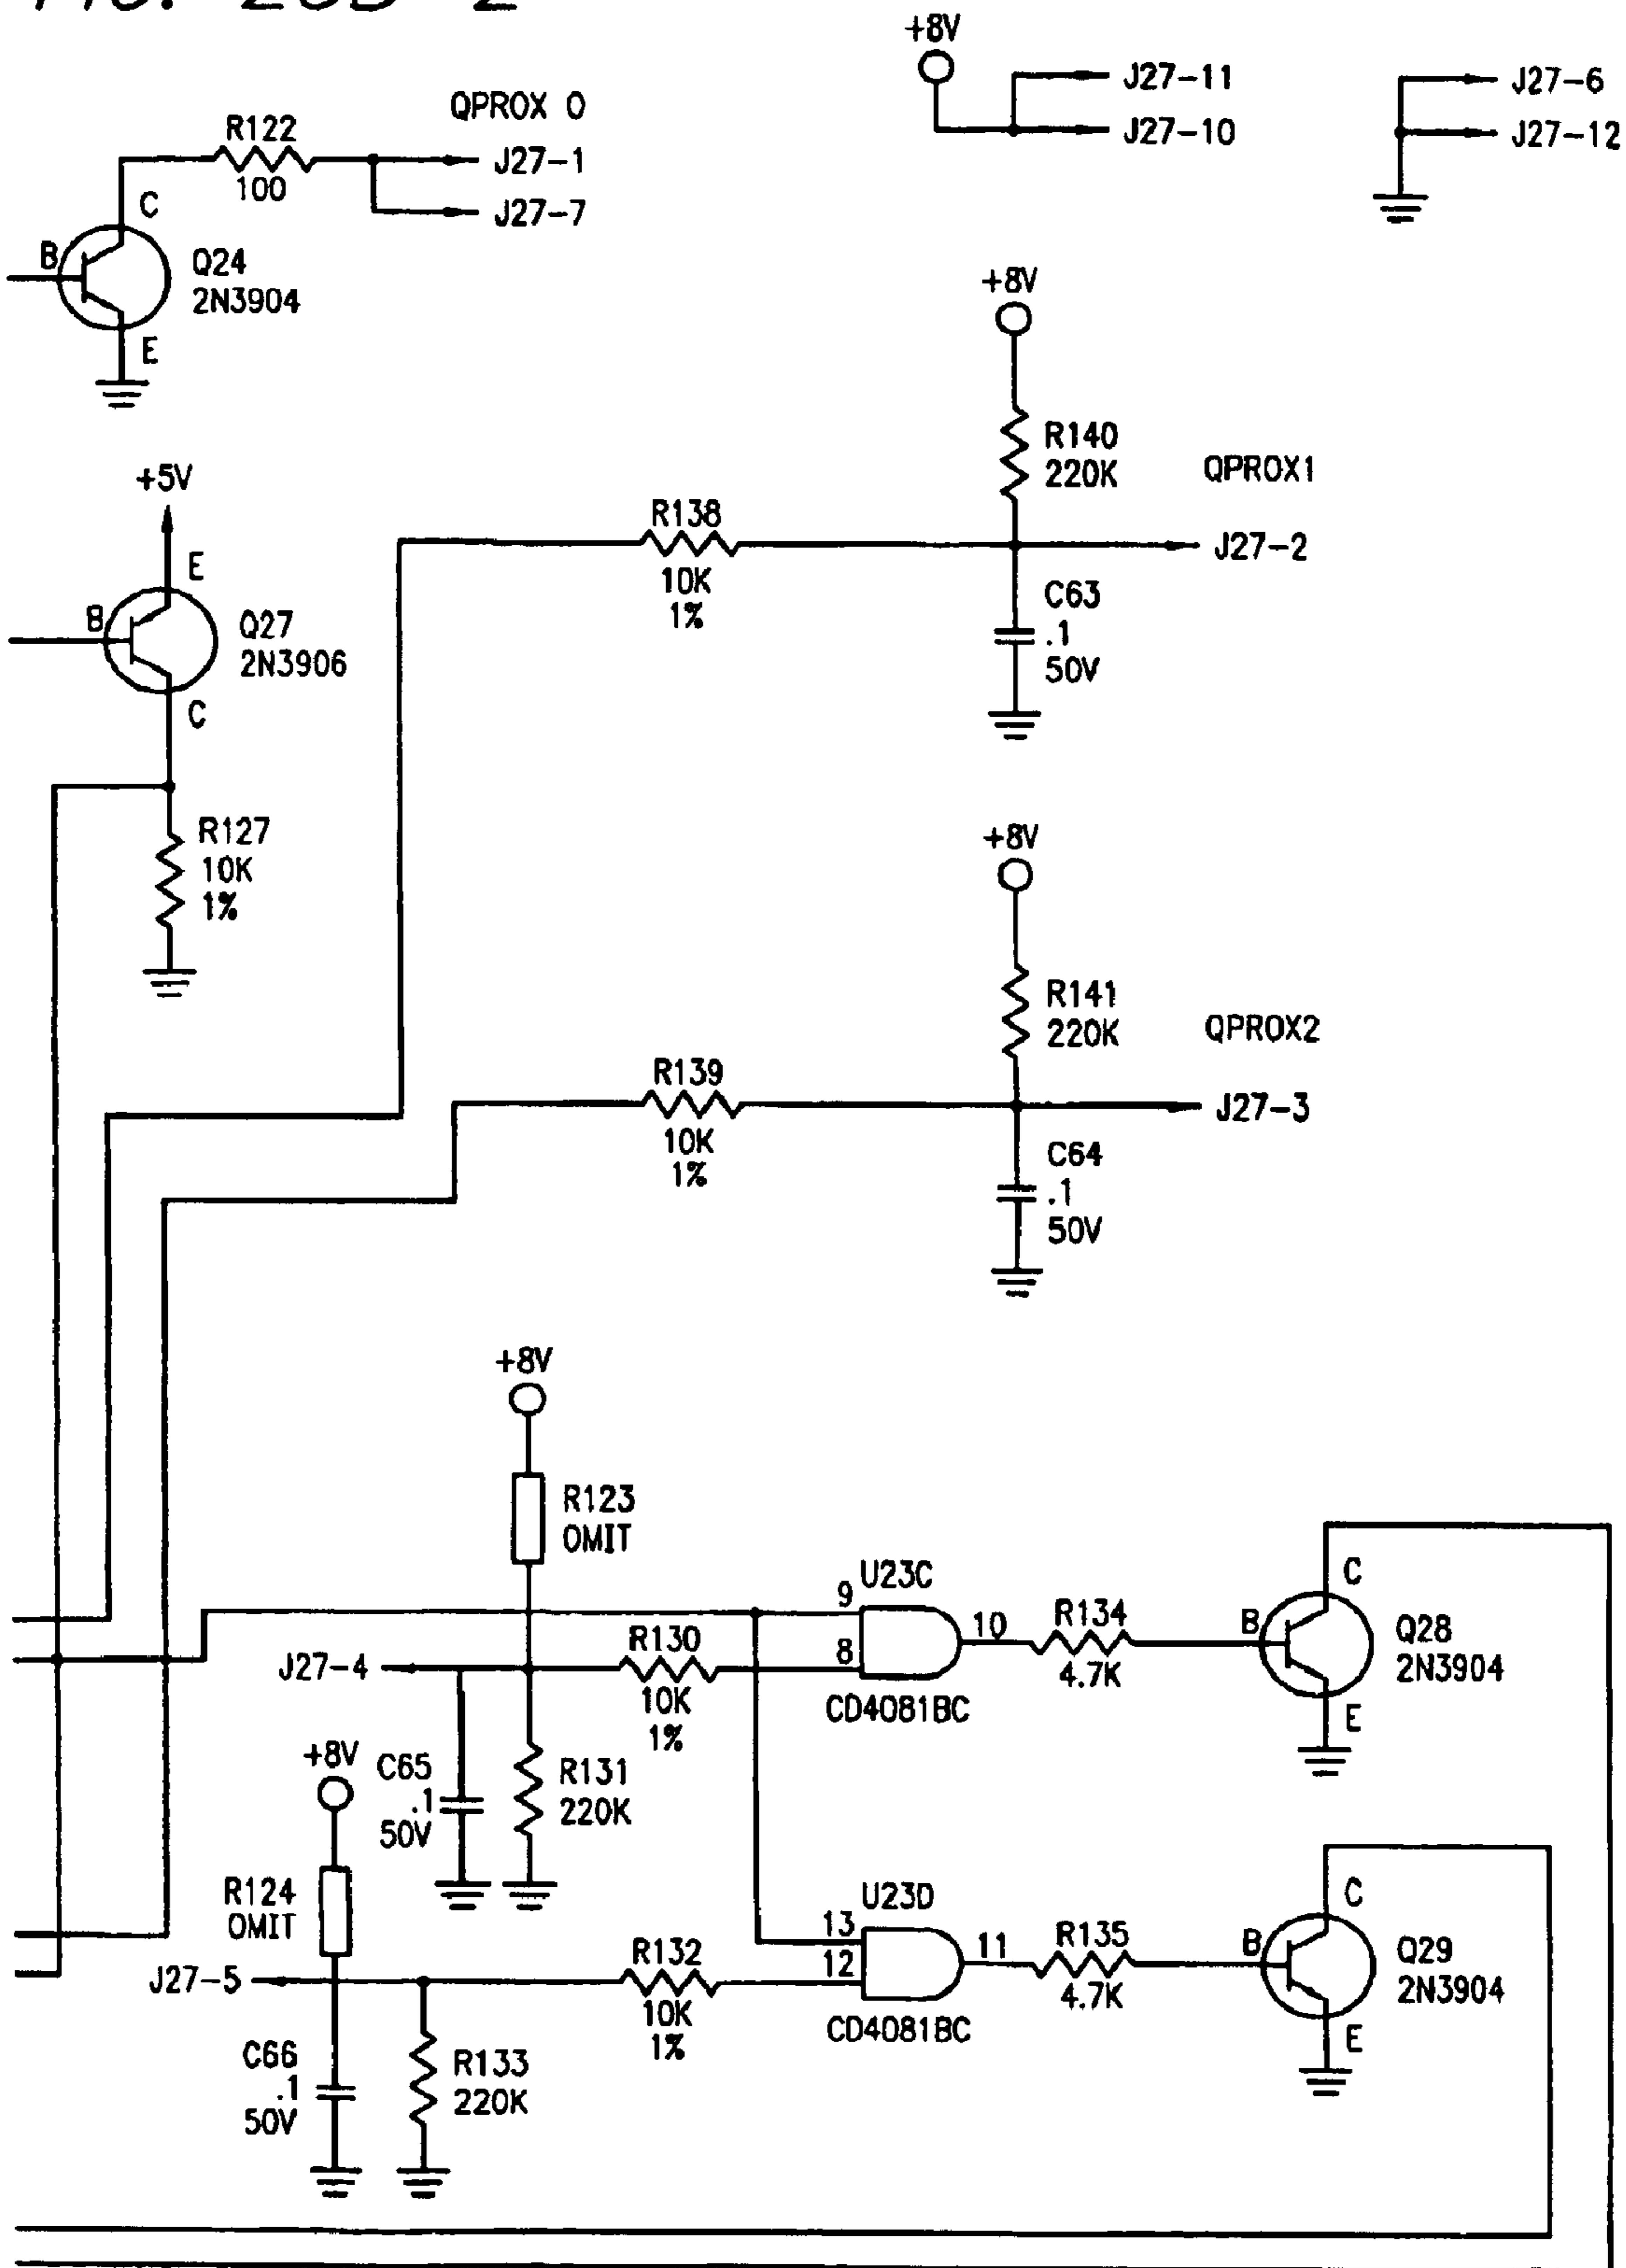 +8V
J27-11
J27-10
J27-6
J27-12
QPROX 0
R122
100
J27-1
J27-7
C
B
Q24
2N3904
E
+8V
R140
220K
QPROX1
+5V
E
B
Q27
2N3906
C
R138
10K
1%
J27-2
C63
.1
50V
R127
10K
1%
+8V
R141
220K
QPROX2
R139
10K
1%
J27-3
C64
.1
50V
+8V
R123
OMIT
U23C
9
8
10
CD4081BC
R134
4.7K
C
B
Q28
2N3904
E
J27-4
R130
10K
1%
+8V
C65
.1
50V
R131
220K
R124
OMIT
U23D
13
12
11
CD4081BC
R135
4.7K
C
B
Q29
2N3904
E
J27-5
R132
10K
1%
C66
.1
50V
R133
220K